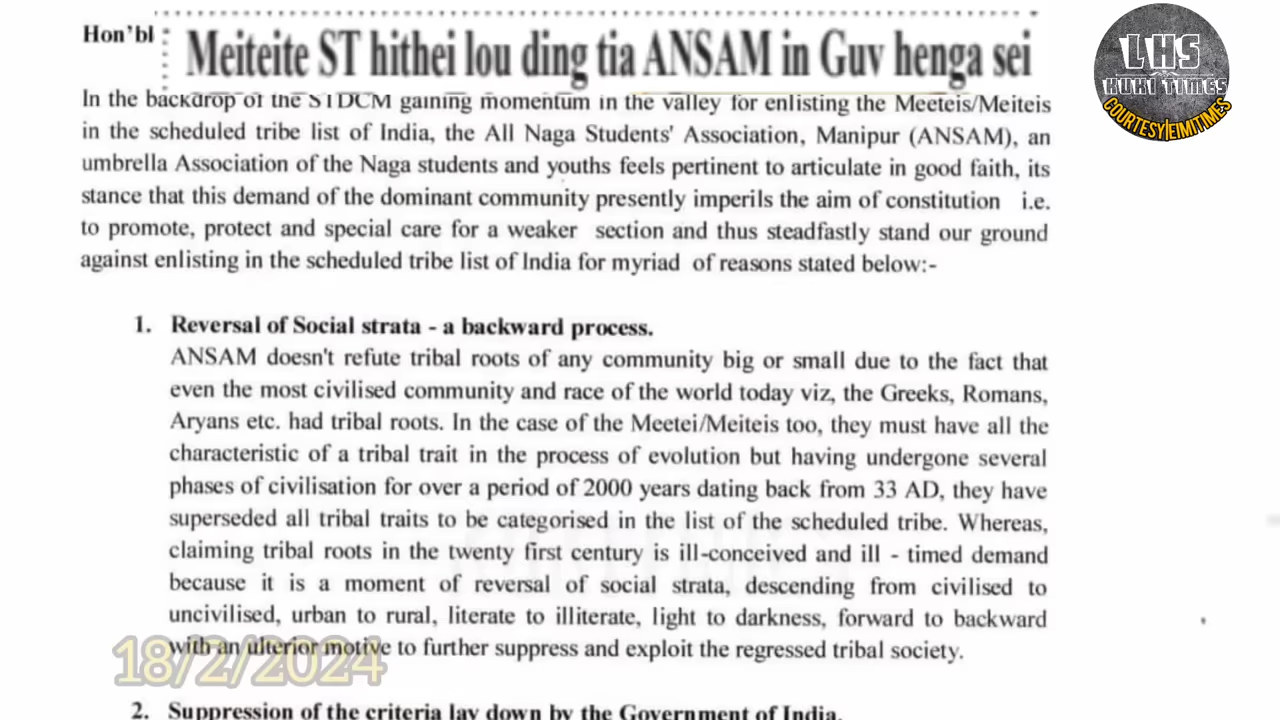 Hon'bl
Meiteite ST hithei lou ding tia ANSAM in Guv henga sei
LHS
KUKI TIMES
COURTESY|EIMITIMES
In the backdrop of the STDCM gaining momentum in the valley for enlisting the Meeteis/Meiteis
in the scheduled tribe list of India, the All Naga Students' Association, Manipur (ANSAM), an
umbrella Association of the Naga students and youths feels pertinent to articulate in good faith, its
stance that this demand of the dominant community presently imperils the aim of constitution i.e.
to promote, protect and special care for a weaker section and thus steadfastly stand our ground
against enlisting in the scheduled tribe list of India for myriad of reasons stated below:-
1. Reversal of Social strata - a backward process.
ANSAM doesn't refute tribal roots of any community big or small due to the fact that
even the most civilised community and race of the world today viz, the Greeks, Romans,
Aryans etc. had tribal roots. In the case of the Meetei/Meiteis too, they must have all the
characteristic of a tribal trait in the process of evolution but having undergone several
phases of civilisation for over a period of 2000 years dating back from 33 AD, they have
superseded all tribal traits to be categorised in the list of the scheduled tribe. Whereas,
claiming tribal roots in the twenty first century is ill-conceived and ill - timed demand
because it is a moment of reversal of social strata, descending from civilised to
uncivilised, urban to rural, literate to illiterate, light to darkness, forward to backward
with an ulterior motive to further suppress and exploit the regressed tribal society.
18/2/2024
2. Suppression of the criteria lay down by the Government of India.